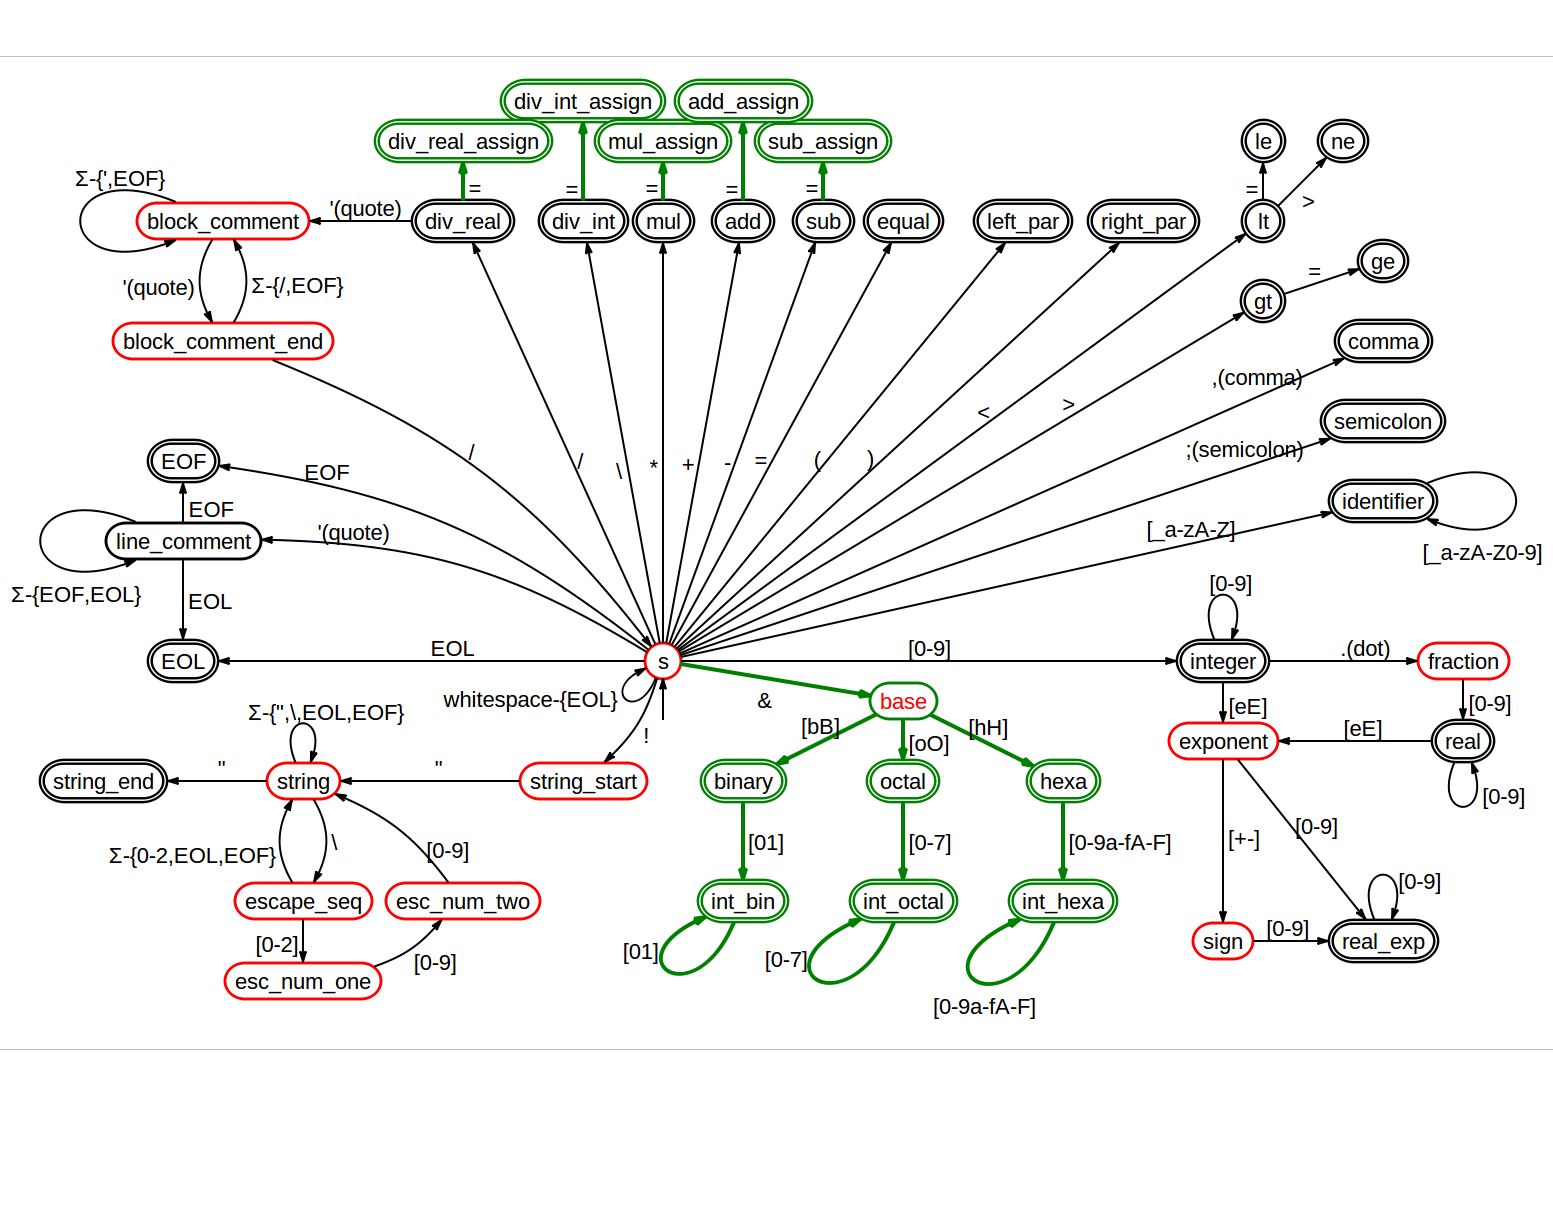 div_int_assign
add_assign
div_real_assign
mul_assign
sub_assign
le
ne
Σ-{',EOF}
=
=
=
=
=
=
>
block_comment
'(quote)
div_real
div_int
mul
add
sub
equal
left_par
right_par
lt
'(quote)
Σ-{/,EOF}
=
ge
gt
block_comment_end
comma
,(comma)
<
>
semicolon
;(semicolon)
/
/
\
*
+
-
=
(
)
EOF
EOF
identifier
EOF
'(quote)
line_comment
[_a-zA-Z]
[_a-zA-Z0-9]
Σ-{EOF,EOL}
EOL
[0-9]
EOL
EOL
s
[0-9]
integer
.(dot)
fraction
whitespace-{EOL}
&
base
[eE]
[0-9]
Σ-{",\,EOL,EOF}
!
[bB]
[oO]
[hH]
exponent
[eE]
real
string_end
"
string
"
string_start
binary
octal
hexa
[0-9]
Σ-{0-2,EOL,EOF}
\
[0-9]
[01]
[0-7]
[0-9a-fA-F]
[+-]
[0-9]
[0-9]
escape_seq
esc_num_two
int_bin
int_octal
int_hexa
[0-2]
[0-9]
[01]
[0-7]
sign
[0-9]
real_exp
esc_num_one
[0-9a-fA-F]